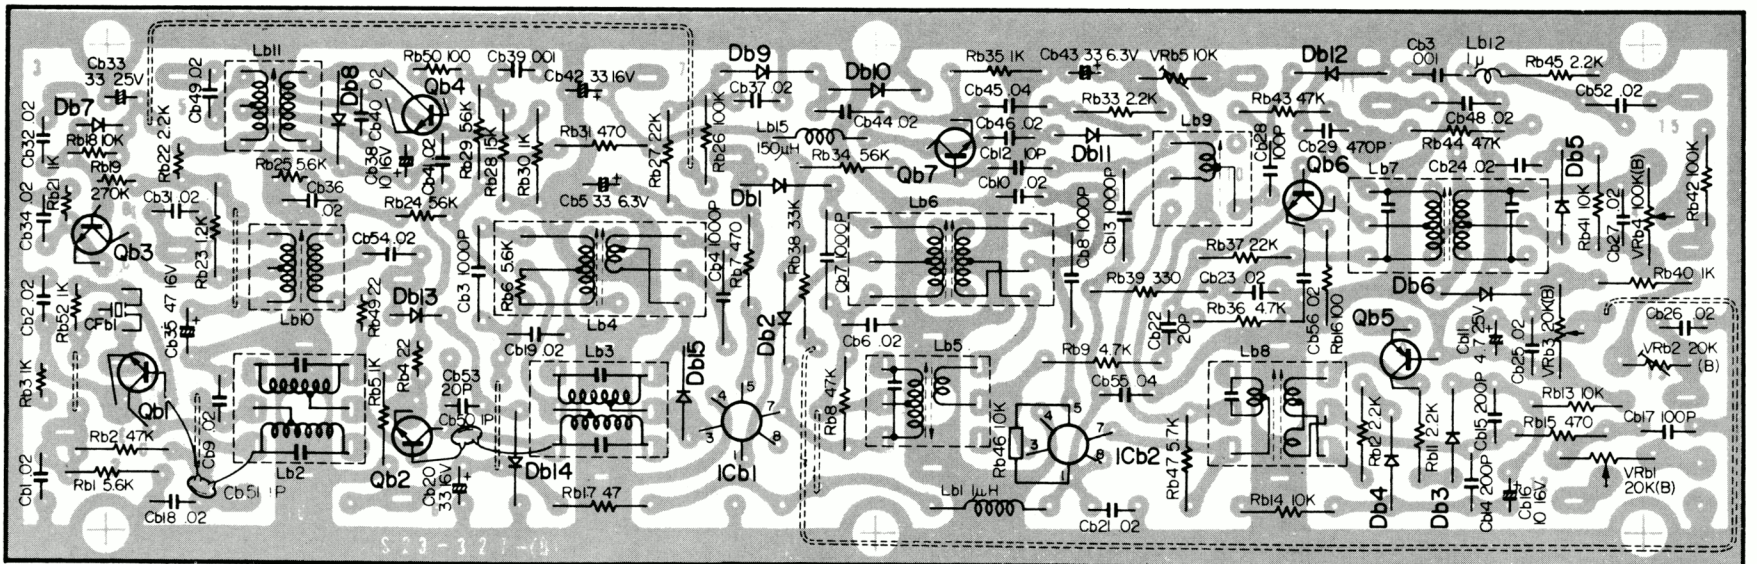 Cb33
33 25V
Cb49 .02
Lb11
Db8
Cb40 .02
Rb50 100
Qb4
Cb39 .001
Cb42 33 16V
Db9
Cb37 .02
Db10
Rb35 1K
Cb43 33 6.3V
VRb5 10K
Db12
Cb3
.001
Lb12
1μ
Rb45 2.2K
Db7
Cb32 .02
Rb18 10K
Rb19
270K
Rb21 1K
Rb22 2.2K
Cb38
10 16V
Cb41 .02
Rb29 56K
Rb28 15K
Rb30 1K
Rb31 470
Rb27 22K
Rb26 100K
Lb15
150μH
Cb44 .02
Cb45 .04
Cb46 .02
Rb33 2.2K
Lb9
Rb43 47K
Cb28
100P
Cb29 470P
Cb48 .02
Rb44 47K
Cb52 .02
15
Rb25 5.6K
Rb34 56K
Qb7
Cb12 10P
Db11
Qb6
Lb7
Cb24 .02
Db5
Cb34 .02
Cb31 .02
Cb36
.02
Rb24 56K
Cb5 33 6.3V
Db1
Cb10 .02
Qb3
Rb23 1.2K
Cb54 .02
Cb3 1000P
Rb6 5.6K
Cb4 1000P
Rb7 470
Rb38 33K
Cb7 1000P
Lb6
Cb8 1000P
Cb13 1000P
Rb37 22K
Rb41 10K
Cb27 .02
VRb4 100K(B)
Rb42 100K
Cb2 .02
Rb52 1K
CFb1
Cb35 47 16V
Lb10
Rb49 22
Db13
Lb4
Db2
Rb39 330
Cb23 .02
Rb36 4.7K
Cb22
20P
Cb56 .02
Rb16 100
Db6
Rb40 1K
Cb19 .02
Cb6 .02
Qb5
Cb11
4.7 25V
Cb25 .02
VRb3 20K(B)
Cb26 .02
Rb3 1K
Qb1
Cb9 .02
Rb5 1K
Rb4 22
Lb3
Db15
Lb5
Rb9 4.7K
Lb8
VRb2 20K
(B)
Cb53
20P
Cb50 1P
4
5
7
3
8
Rb8 47K
Cb55 .04
Rb12 2.2K
Rb11 2.2K
Cb15 200P
Rb13 10K
Rb15 470
Cb17 100P
Rb2 47K
Lb2
Qb2
Db14
ICb1
Rb46 10K
4
5
7
3
8
ICb2
Rb47 5.7K
Cb1 .02
Rb1 5.6K
Cb51 1P
Cb20
33 16V
Rb17 47
Lb1 1μH
Cb21 .02
Rb14 10K
Db4
Db3
Cb14 200P
Cb16
10 16V
VRb1
20K(B)
Cb18 .02